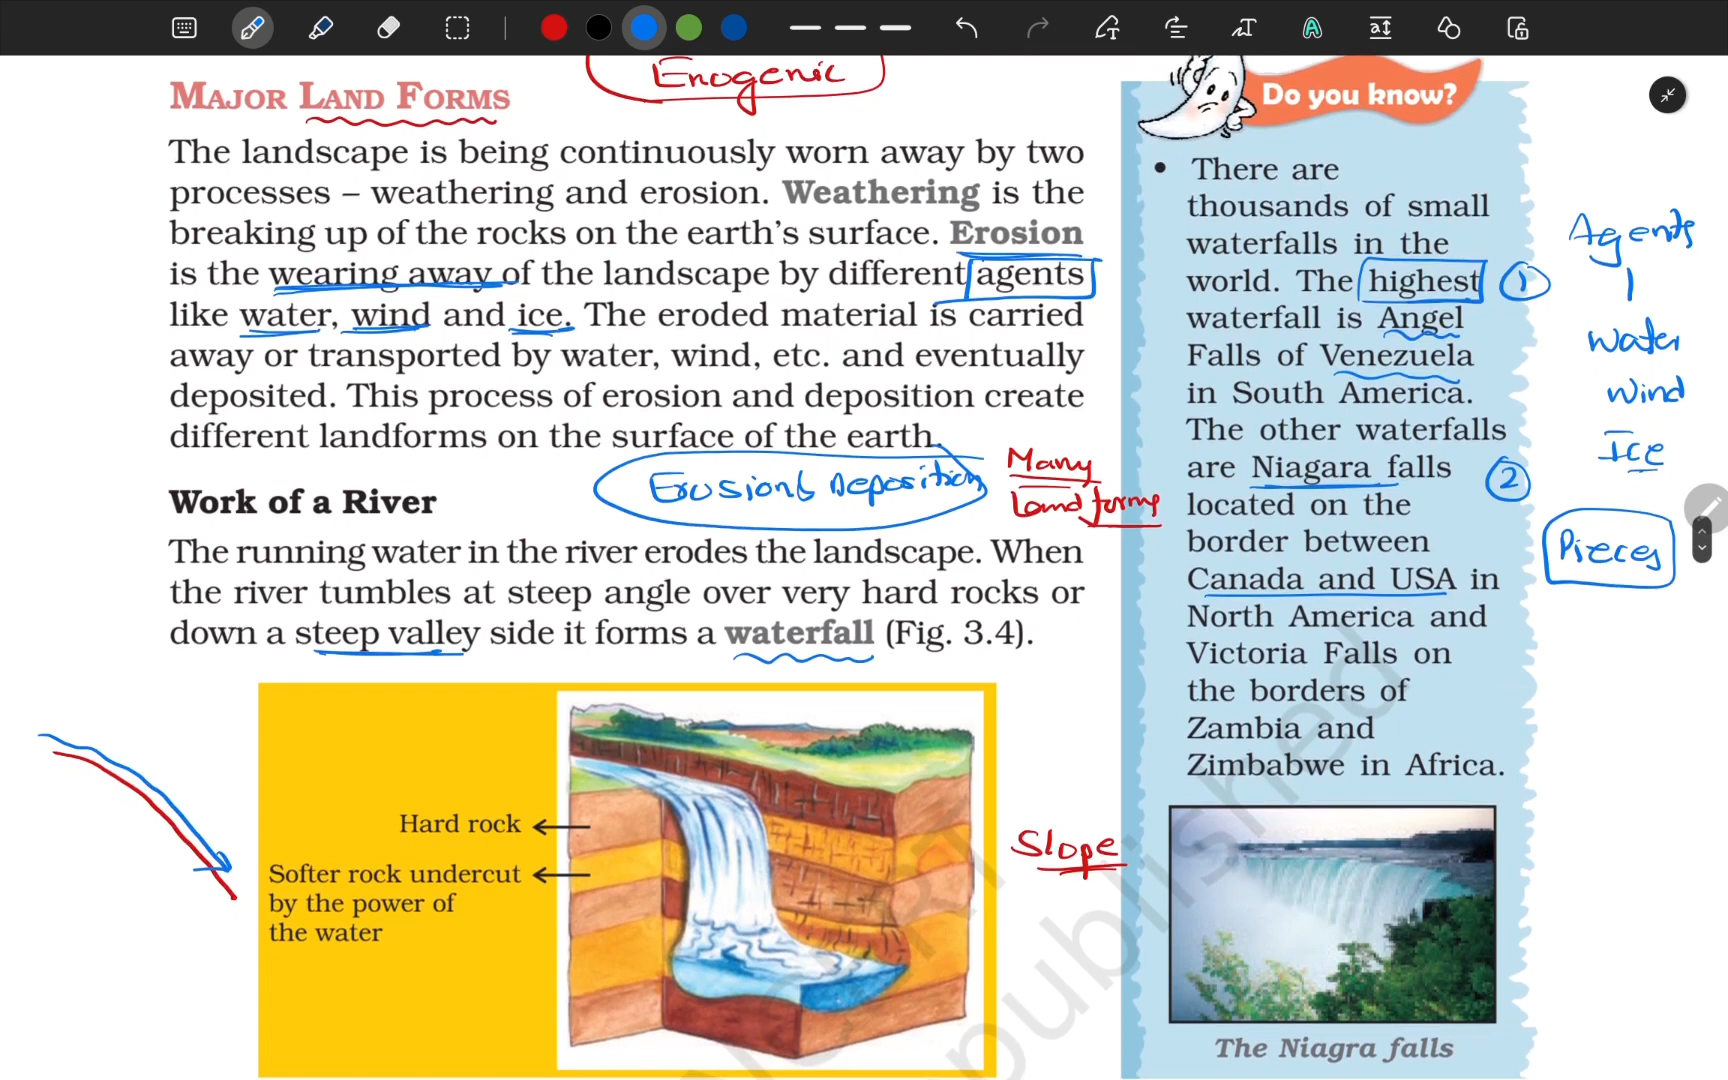 Enogenic
MAJOR LAND FORMS
The landscape is being continuously worn away by two
processes – weathering and erosion. Weathering is the
breaking up of the rocks on the earth's surface. Erosion
is the wearing away of the landscape by different agents
like water, wind and ice. The eroded material is carried
away or transported by water, wind, etc. and eventually
deposited. This process of erosion and deposition create
different landforms on the surface of the earth.
Erosion & Deposition
Many
Land forms
Work of a River
The running water in the river erodes the landscape. When
the river tumbles at steep angle over very hard rocks or
down a steep valley side it forms a waterfall (Fig. 3.4).
Hard rock
Softer rock undercut
by the power of
the water
Slope
Do you know?
• There are
thousands of small
waterfalls in the
world. The highest
waterfall is Angel
Falls of Venezuela
in South America.
The other waterfalls
are Niagara falls
located on the
border between
Canada and USA in
North America and
Victoria Falls on
the borders of
Zambia and
Zimbabwe in Africa.
1
2
The Niagra falls
Agents
Water
Wind
Ice
Pieces
published